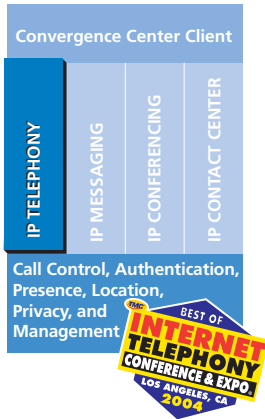 Convergence Center Client
IP TELEPHONY
IP MESSAGING
IP CONFERENCING
IP CONTACT CENTER
Call Control, Authentication,
Presence, Location,
Privacy, and
Management
TMC
BEST OF
INTERNET
TELEPHONY
CONFERENCE & EXPO®
LOS ANGELES, CA
2004